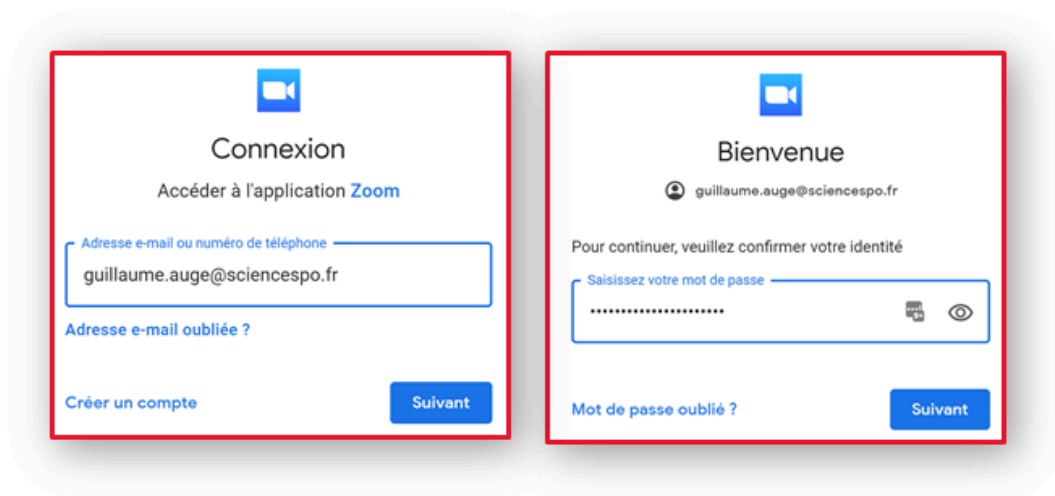 Connexion
Accéder à l'application Zoom
Adresse e-mail ou numéro de téléphone
guillaume.auge@sciencespo.fr
Adresse e-mail oubliée ?
Créer un compte
Suivant
Bienvenue
guillaume.auge@sciencespo.fr
Pour continuer, veuillez confirmer votre identité
Saisissez votre mot de passe
••••••••••••••••••••••
Mot de passe oublié ?
Suivant